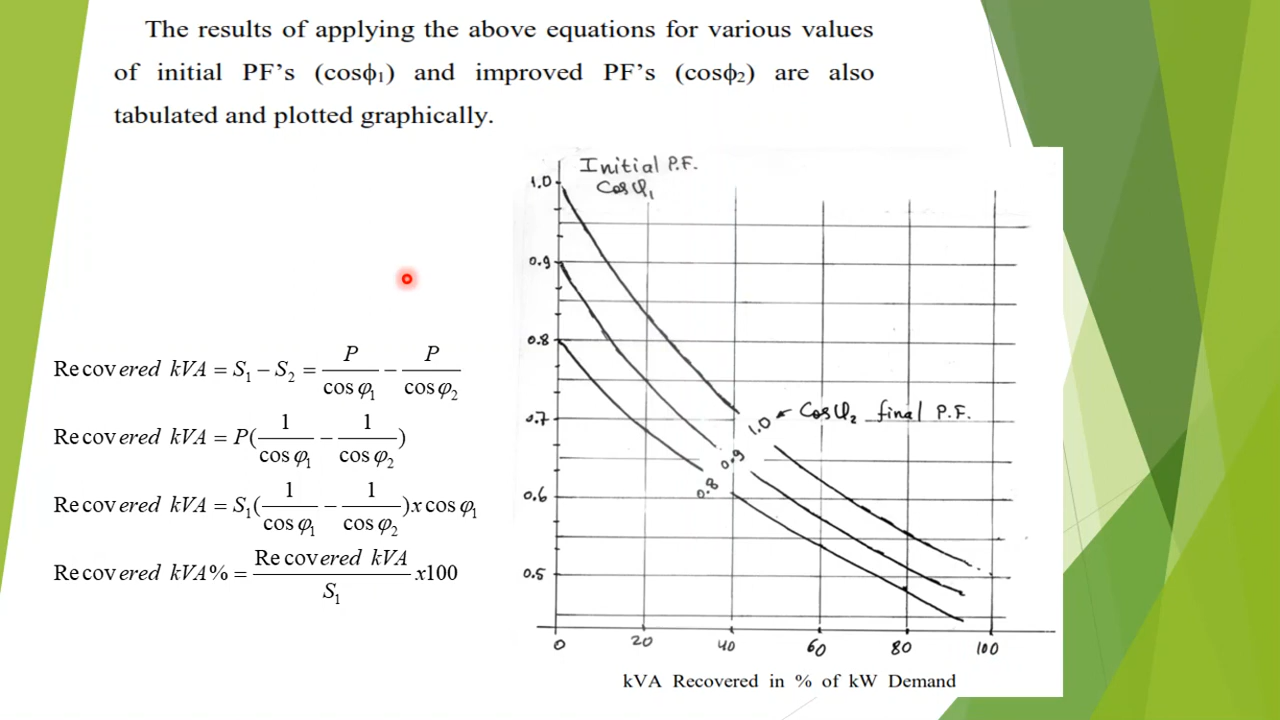 The results of applying the above equations for various values
of initial PF's (cosϕ₁) and improved PF's (cosϕ₂) are also
tabulated and plotted graphically.
Recovered kVA = S₁ − S₂ = P/cos φ₁ − P/cos φ₂
Recovered kVA = P(1/cos φ₁ − 1/cos φ₂)
Recovered kVA = S₁(1/cos φ₁ − 1/cos φ₂)x cos φ₁
Recovered kVA% = Recovered kVA/S₁ x100
Initial P.F.
Cosφ₁
1.0
0.9
0.8
0.7
0.6
0.5
1.0 ← Cosφ₂ final P.F.
0.9
0.8
0 20 40 60 80 100
kVA Recovered in % of kW Demand